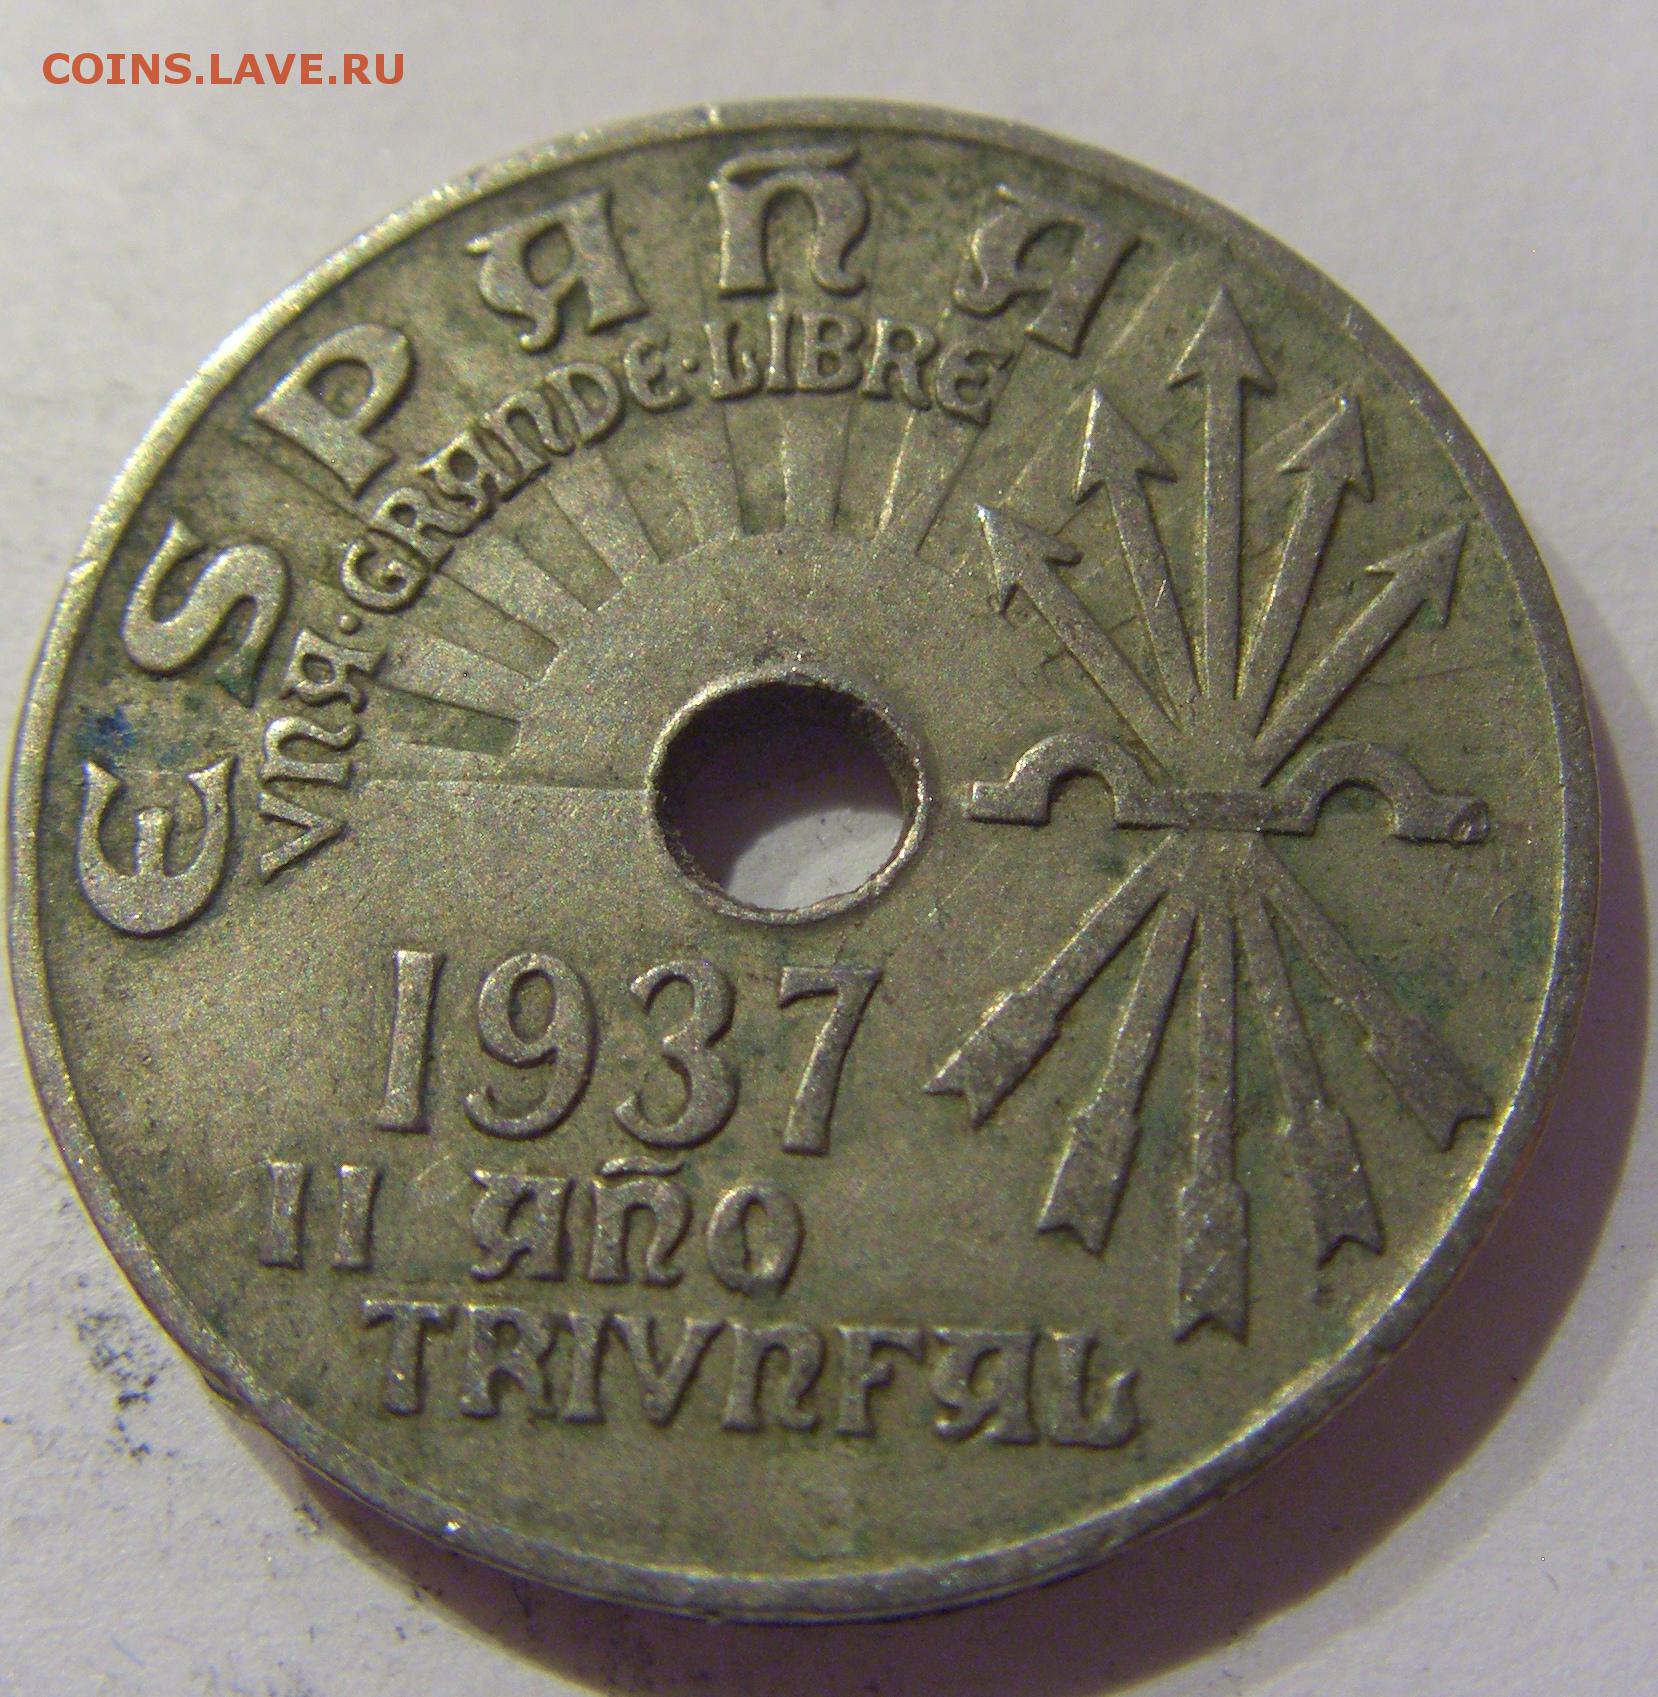 COINS.LAVE.RU
ESPAÑA
VNA·GRANDE·LIBRE
1937
II AÑO
TRIVNFAL